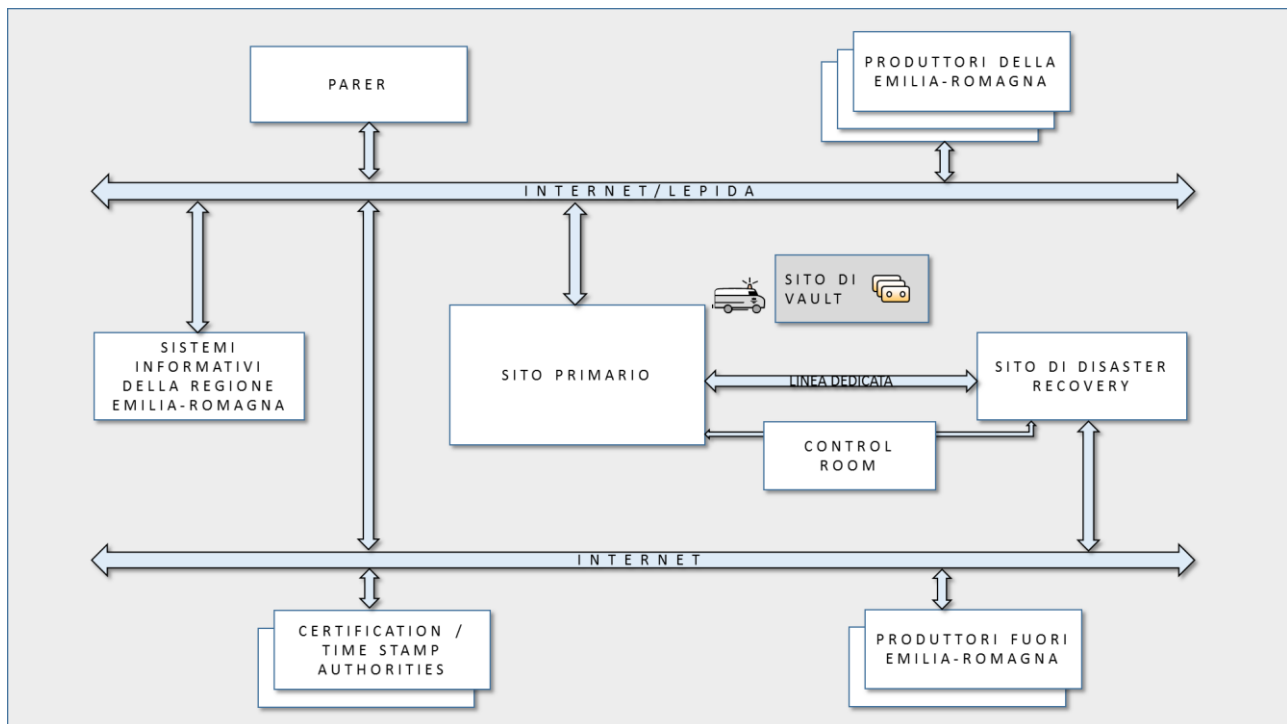 PARER
PRODUTTORI DELLA
EMILIA-ROMAGNA
INTERNET/LEPIDA
SITO DI
VAULT
SISTEMI
INFORMATIVI
DELLA REGIONE
EMILIA-ROMAGNA
SITO PRIMARIO
LINEA DEDICATA
SITO DI DISASTER
RECOVERY
CONTROL
ROOM
INTERNET
CERTIFICATION /
TIME STAMP
AUTHORITIES
PRODUTTORI FUORI
EMILIA-ROMAGNA